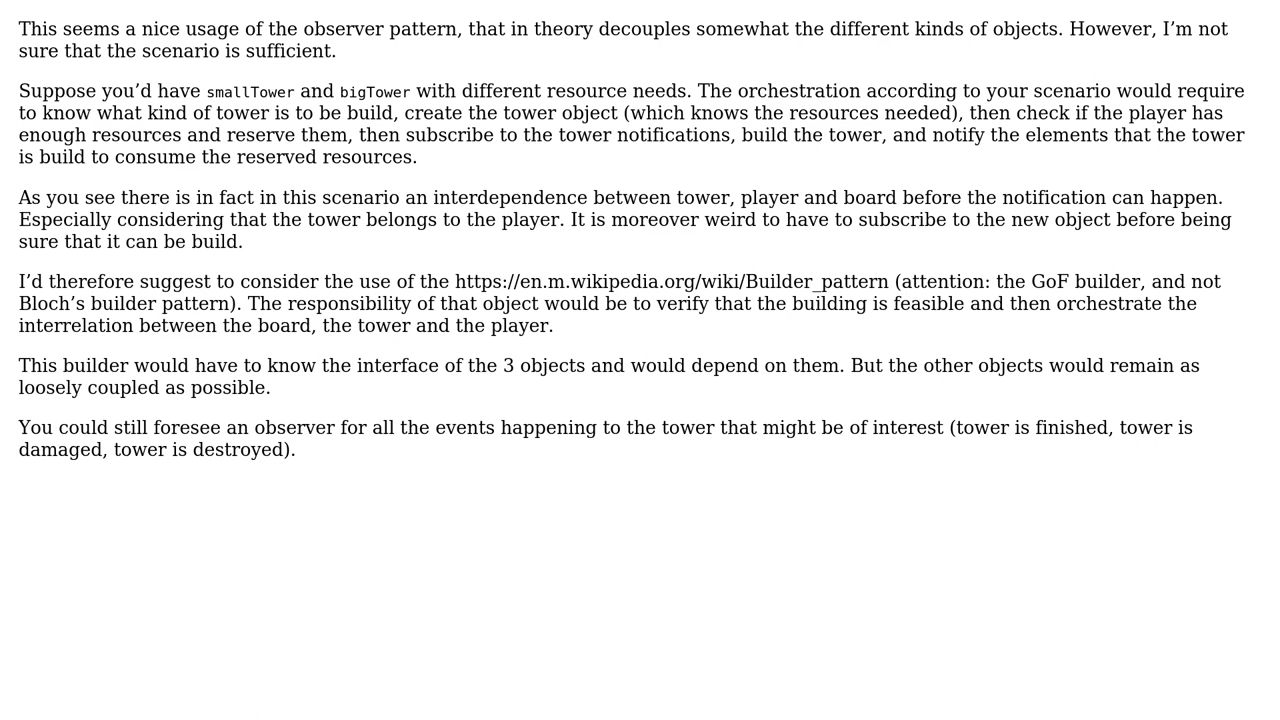 This seems a nice usage of the observer pattern, that in theory decouples somewhat the different kinds of objects. However, I’m not
sure that the scenario is sufficient.
Suppose you’d have smallTower and bigTower with different resource needs. The orchestration according to your scenario would require
to know what kind of tower is to be build, create the tower object (which knows the resources needed), then check if the player has
enough resources and reserve them, then subscribe to the tower notifications, build the tower, and notify the elements that the tower
is build to consume the reserved resources.
As you see there is in fact in this scenario an interdependence between tower, player and board before the notification can happen.
Especially considering that the tower belongs to the player. It is moreover weird to have to subscribe to the new object before being
sure that it can be build.
I’d therefore suggest to consider the use of the https://en.m.wikipedia.org/wiki/Builder_pattern (attention: the GoF builder, and not
Bloch’s builder pattern). The responsibility of that object would be to verify that the building is feasible and then orchestrate the
interrelation between the board, the tower and the player.
This builder would have to know the interface of the 3 objects and would depend on them. But the other objects would remain as
loosely coupled as possible.
You could still foresee an observer for all the events happening to the tower that might be of interest (tower is finished, tower is
damaged, tower is destroyed).